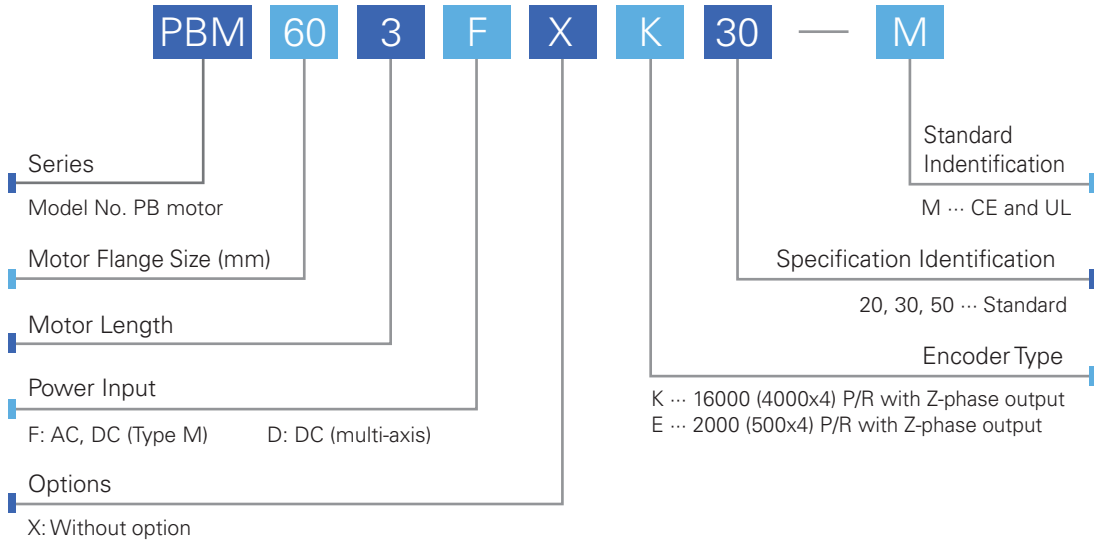 PBM 60 3 F X K 30 — M
Series
Model No. PB motor
Motor Flange Size (mm)
Motor Length
Power Input
F: AC, DC (Type M) D: DC (multi-axis)
Options
X: Without option
Standard
Indentification
M ··· CE and UL
Specification Identification
20, 30, 50 ··· Standard
Encoder Type
K ··· 16000 (4000x4) P/R with Z-phase output
E ··· 2000 (500x4) P/R with Z-phase output